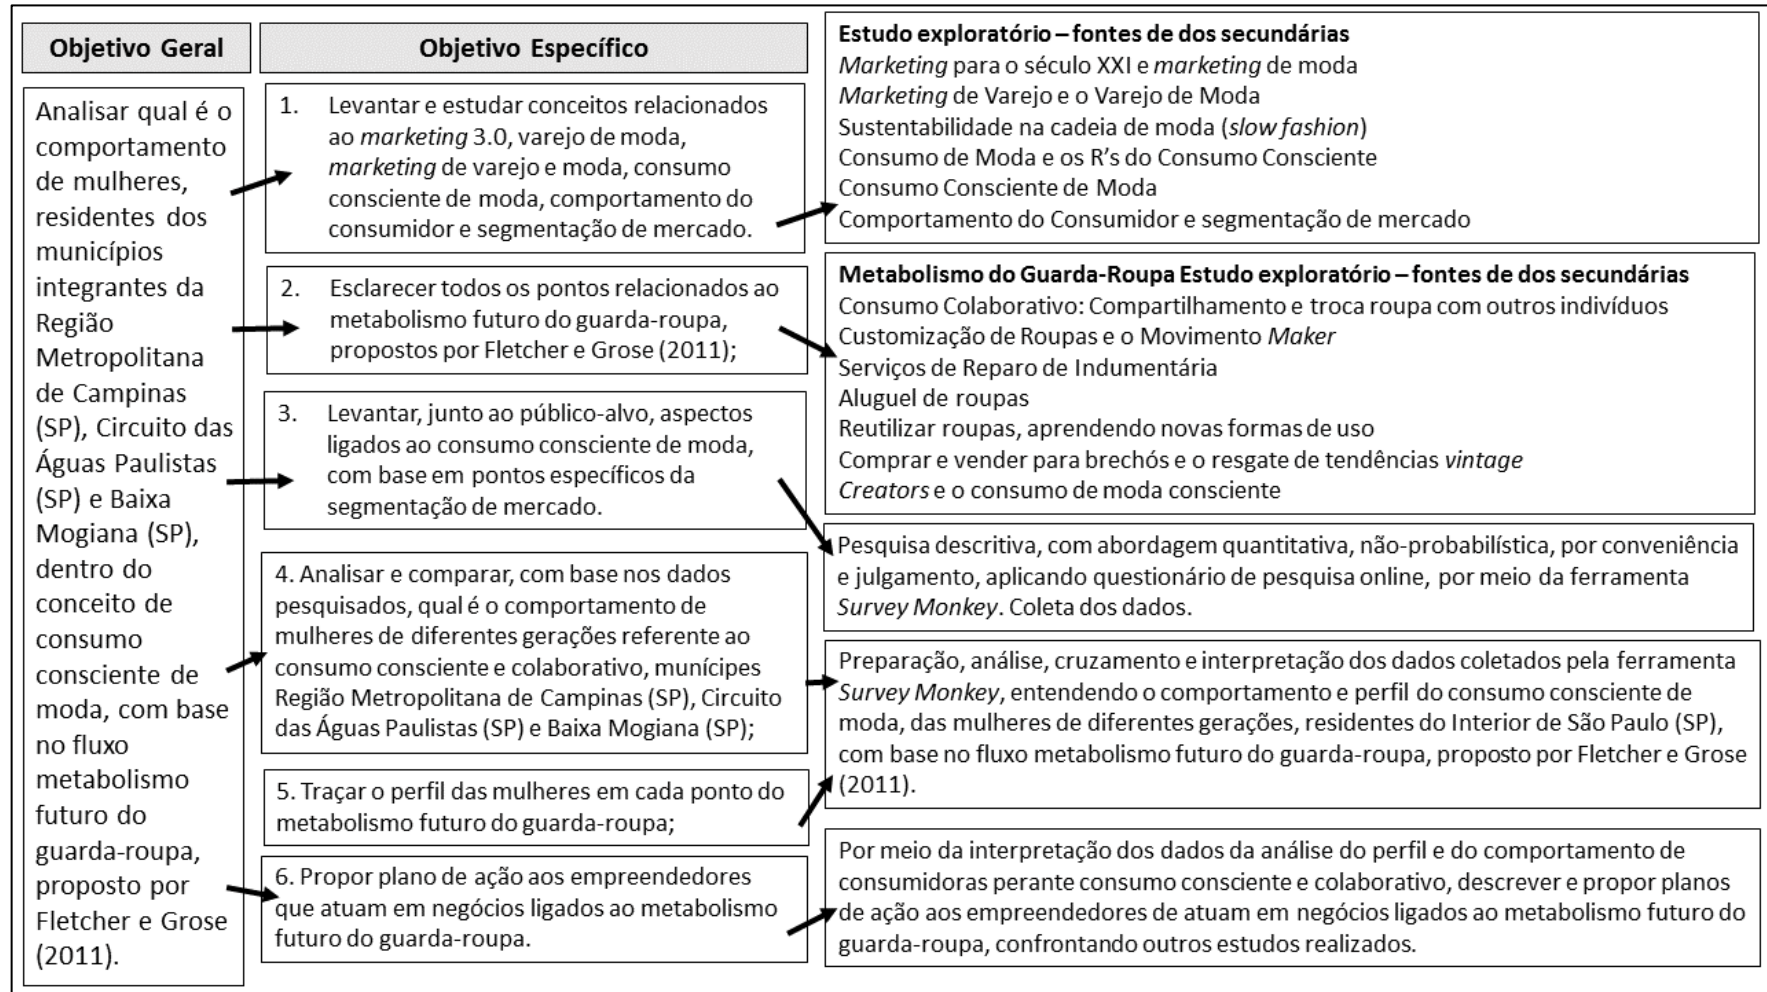 Objetivo Geral
Analisar qual é o
comportamento
de mulheres,
residentes dos
municípios
integrantes da
Região
Metropolitana
de Campinas
(SP), Circuito das
Águas Paulistas
(SP) e Baixa
Mogiana (SP),
dentro do
conceito de
consumo
consciente de
moda, com base
no fluxo
metabolismo
futuro do
guarda-roupa,
proposto por
Fletcher e Grose
(2011).
Objetivo Específico
1. Levantar e estudar conceitos relacionados
ao marketing 3.0, varejo de moda,
marketing de varejo e moda, consumo
consciente de moda, comportamento do
consumidor e segmentação de mercado.
2. Esclarecer todos os pontos relacionados ao
metabolismo futuro do guarda-roupa,
propostos por Fletcher e Grose (2011);
3. Levantar, junto ao público-alvo, aspectos
ligados ao consumo consciente de moda,
com base em pontos específicos da
segmentação de mercado.
4. Analisar e comparar, com base nos dados
pesquisados, qual é o comportamento de
mulheres de diferentes gerações referente ao
consumo consciente e colaborativo, munícipes
Região Metropolitana de Campinas (SP), Circuito
das Águas Paulistas (SP) e Baixa Mogiana (SP);
5. Traçar o perfil das mulheres em cada ponto do
metabolismo futuro do guarda-roupa;
6. Propor plano de ação aos empreendedores
que atuam em negócios ligados ao metabolismo
futuro do guarda-roupa.
Estudo exploratório – fontes de dos secundárias
Marketing para o século XXI e marketing de moda
Marketing de Varejo e o Varejo de Moda
Sustentabilidade na cadeia de moda (slow fashion)
Consumo de Moda e os R's do Consumo Consciente
Consumo Consciente de Moda
Comportamento do Consumidor e segmentação de mercado
Metabolismo do Guarda-Roupa Estudo exploratório – fontes de dos secundárias
Consumo Colaborativo: Compartilhamento e troca roupa com outros indivíduos
Customização de Roupas e o Movimento Maker
Serviços de Reparo de Indumentária
Aluguel de roupas
Reutilizar roupas, aprendendo novas formas de uso
Comprar e vender para brechós e o resgate de tendências vintage
Creators e o consumo de moda consciente
Pesquisa descritiva, com abordagem quantitativa, não-probabilística, por conveniência
e julgamento, aplicando questionário de pesquisa online, por meio da ferramenta
Survey Monkey. Coleta dos dados.
Preparação, análise, cruzamento e interpretação dos dados coletados pela ferramenta
Survey Monkey, entendendo o comportamento e perfil do consumo consciente de
moda, das mulheres de diferentes gerações, residentes do Interior de São Paulo (SP),
com base no fluxo metabolismo futuro do guarda-roupa, proposto por Fletcher e Grose
(2011).
Por meio da interpretação dos dados da análise do perfil e do comportamento de
consumidoras perante consumo consciente e colaborativo, descrever e propor planos
de ação aos empreendedores de atuam em negócios ligados ao metabolismo futuro do
guarda-roupa, confrontando outros estudos realizados.